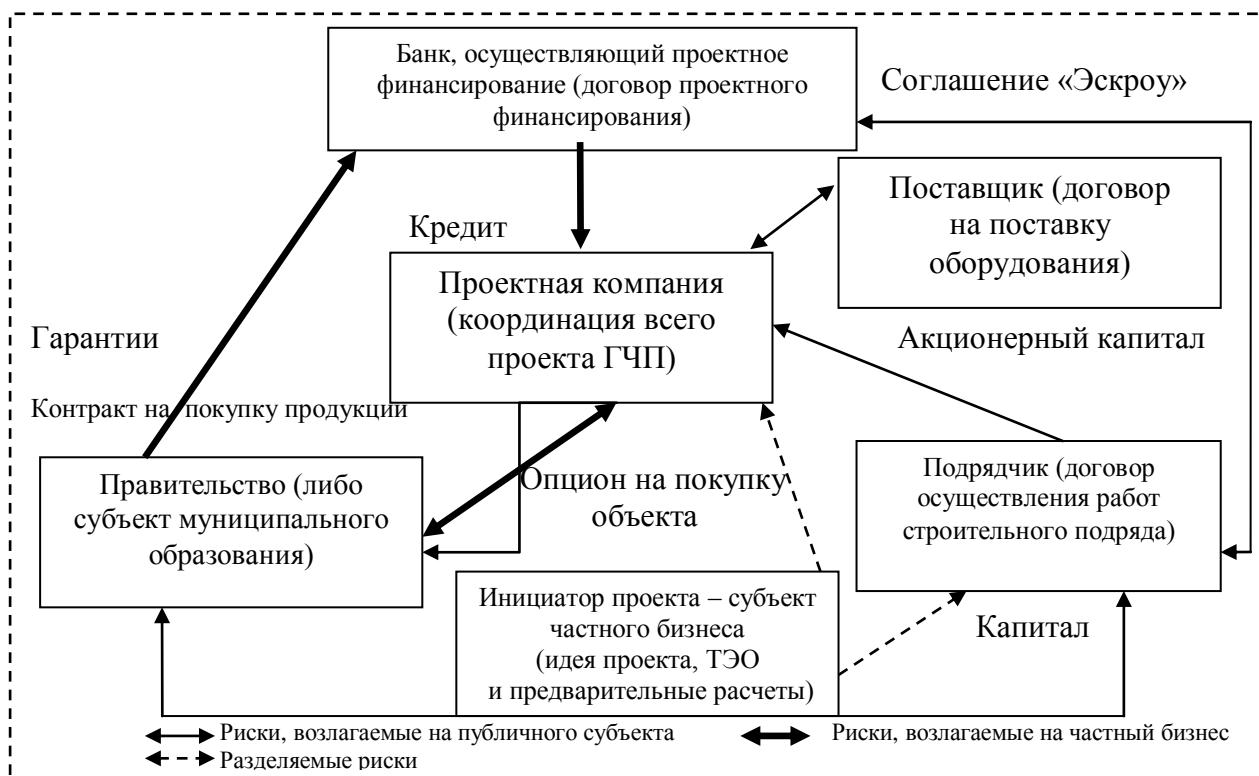 Банк, осуществляющий проектное
финансирование (договор проектного
финансирования)
Соглашение «Эскроу»
Поставщик (договор
на поставку
оборудования)
Кредит
Проектная компания
(координация всего
проекта ГЧП)
Гарантии
Акционерный капитал
Контракт на покупку продукции
Правительство (либо
субъект муниципального
образования)
Опцион на покупку
объекта
Подрядчик (договор
осуществления работ
строительного подряда)
Инициатор проекта – субъект
частного бизнеса
(идея проекта, ТЭО
и предварительные расчеты)
Капитал
Риски, возлагаемые на публичного субъекта
Риски, возлагаемые на частный бизнес
Разделяемые риски